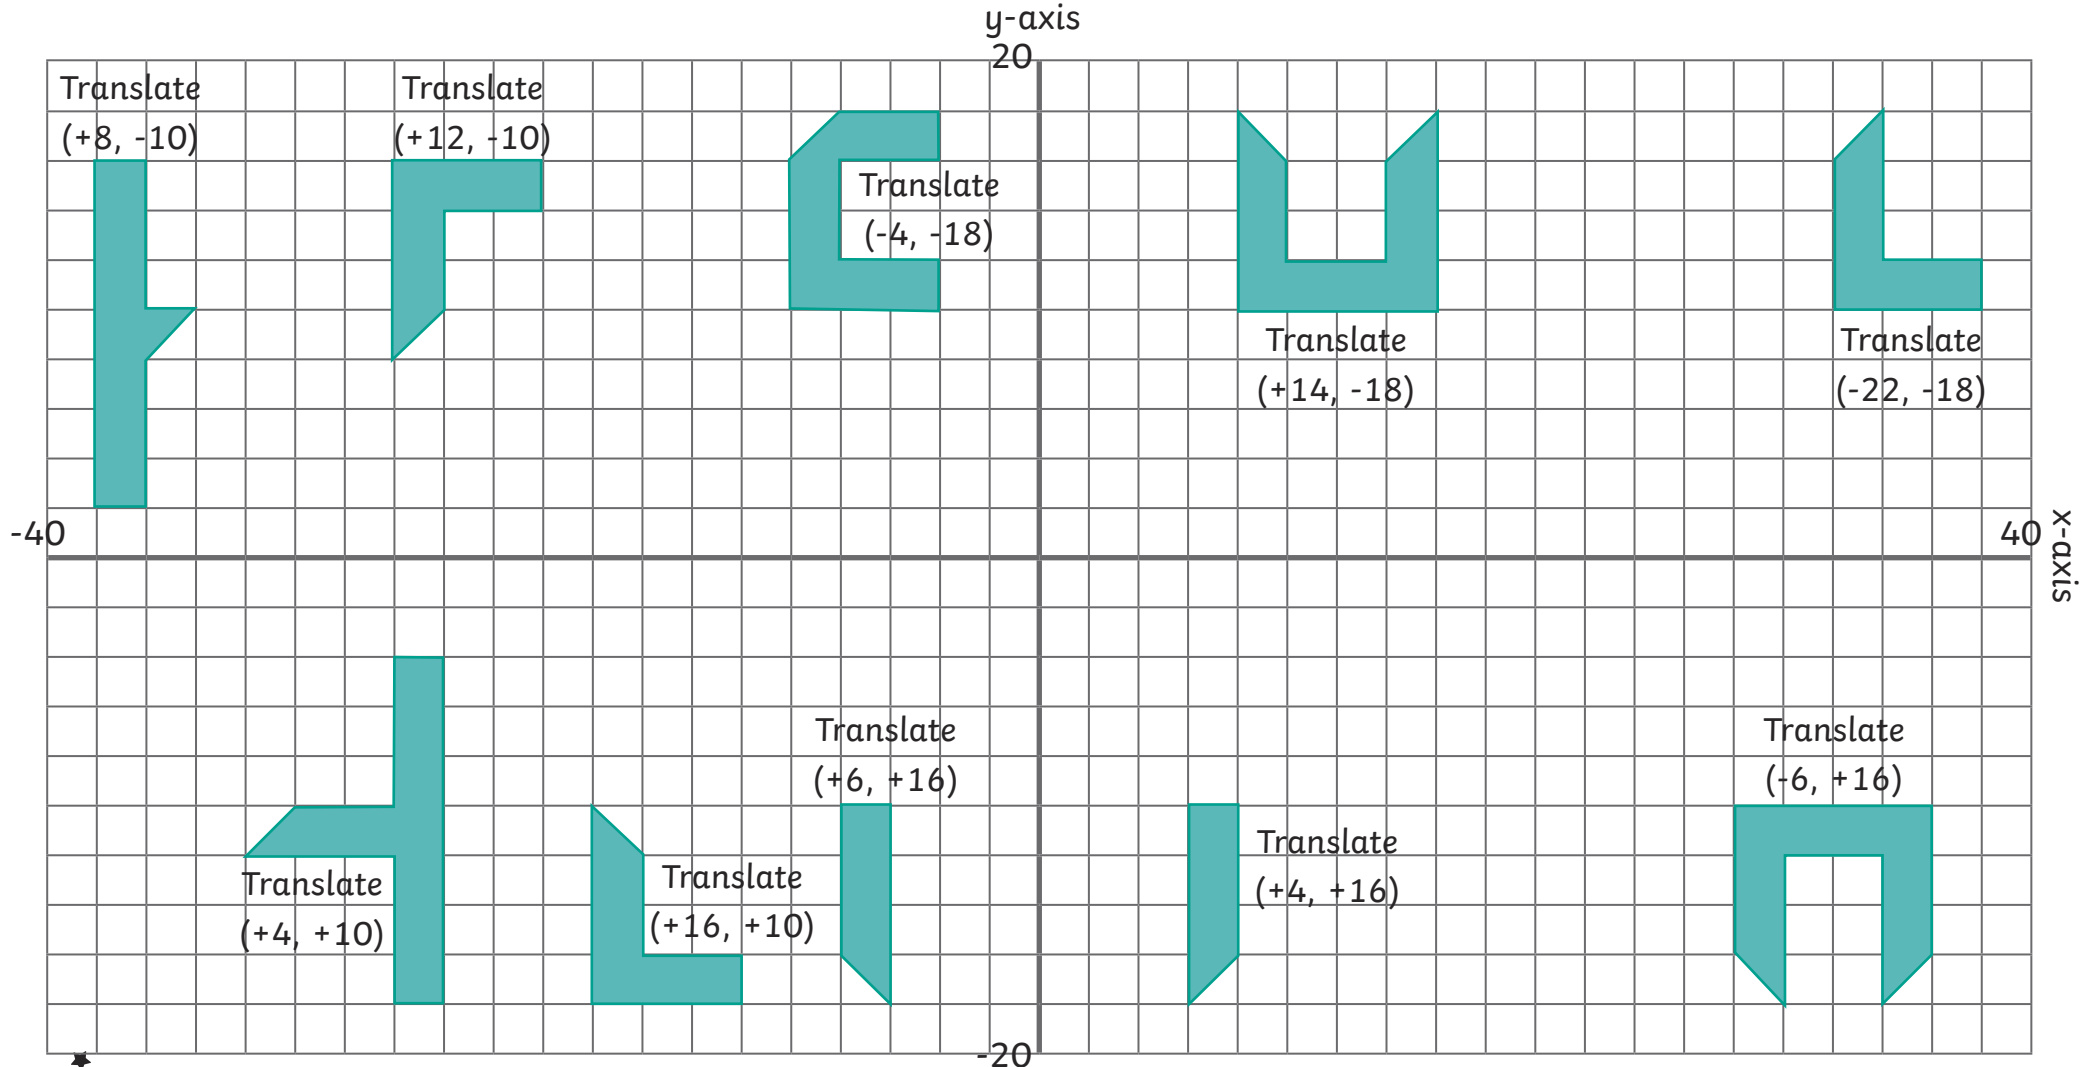 y-axis
20
Translate
(+8, -10)
Translate
(+12, -10)
Translate
(-4, -18)
Translate
(+14, -18)
Translate
(-22, -18)
-40
40
x-axis
Translate
(+4, +10)
Translate
(+16, +10)
Translate
(+6, +16)
Translate
(+4, +16)
Translate
(-6, +16)
-20